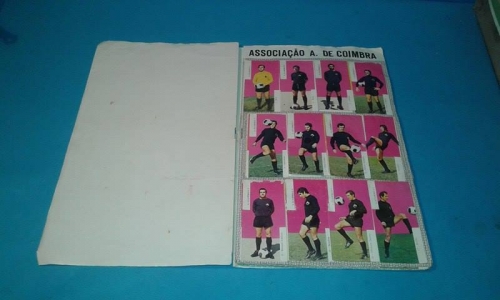 ASSOCIAÇÃO A. DE COIMBRA